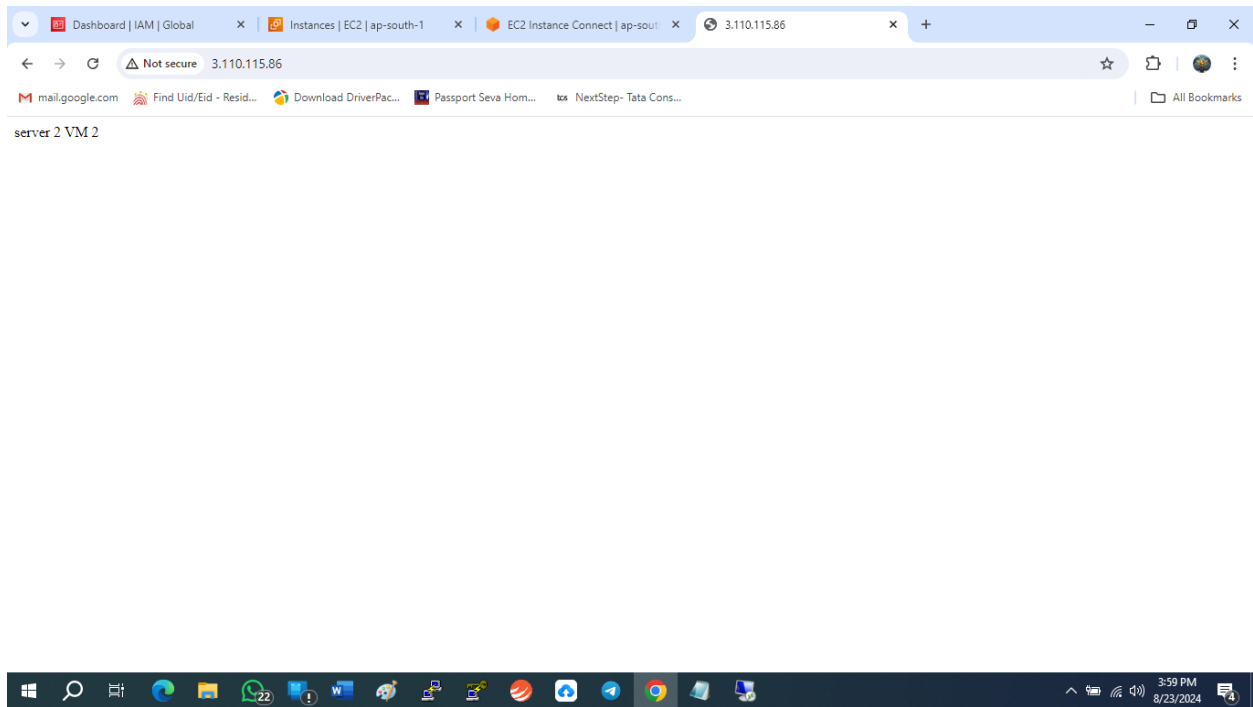 Dashboard | IAM | Global
Instances | EC2 | ap-south-1
EC2 Instance Connect | ap-sout
3.110.115.86
Not secure 3.110.115.86
mail.google.com Find Uid/Eid - Resid... Download DriverPac... Passport Seva Hom... tcs NextStep- Tata Cons... All Bookmarks
server 2 VM 2
22
3:59 PM
8/23/2024
4